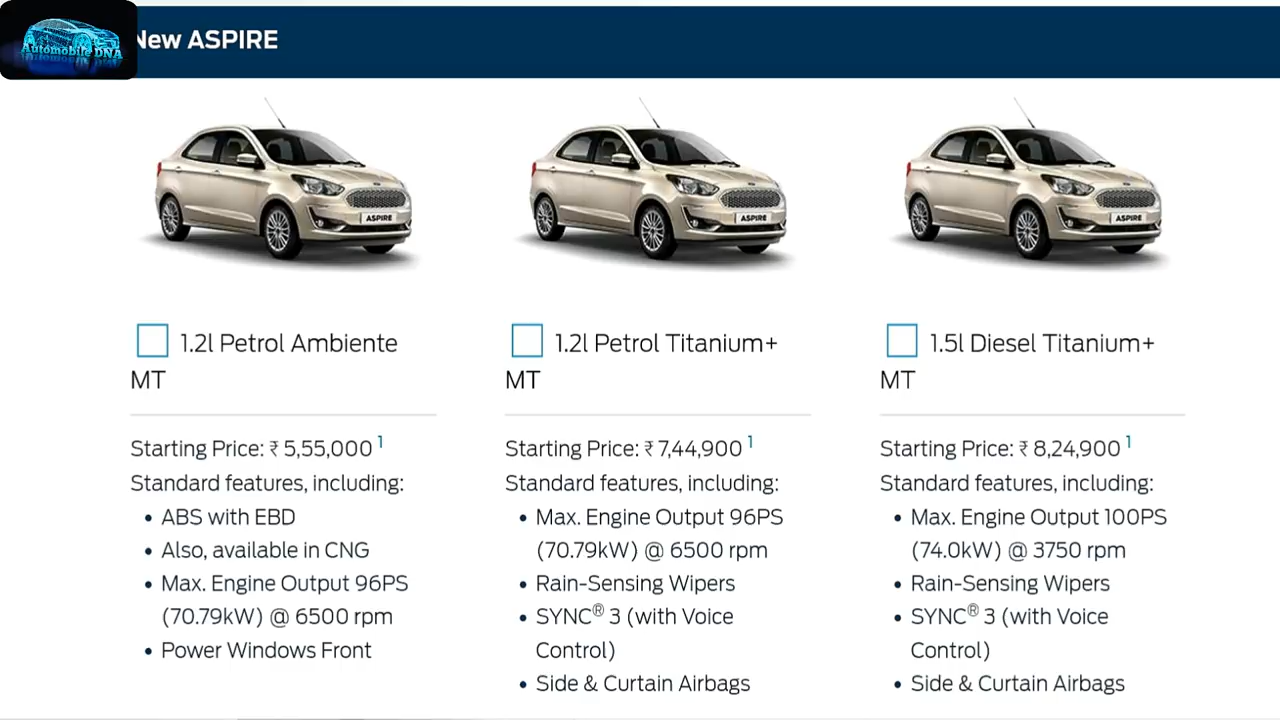 Automobile DNA
New ASPIRE
ASPIRE
ASPIRE
ASPIRE
1.2l Petrol Ambiente
MT
Starting Price: ₹ 5,55,000 1
Standard features, including:
• ABS with EBD
• Also, available in CNG
• Max. Engine Output 96PS
(70.79kW) @ 6500 rpm
• Power Windows Front
1.2l Petrol Titanium+
MT
Starting Price: ₹ 7,44,900 1
Standard features, including:
• Max. Engine Output 96PS
(70.79kW) @ 6500 rpm
• Rain-Sensing Wipers
• SYNC® 3 (with Voice
Control)
• Side & Curtain Airbags
1.5l Diesel Titanium+
MT
Starting Price: ₹ 8,24,900 1
Standard features, including:
• Max. Engine Output 100PS
(74.0kW) @ 3750 rpm
• Rain-Sensing Wipers
• SYNC® 3 (with Voice
Control)
• Side & Curtain Airbags